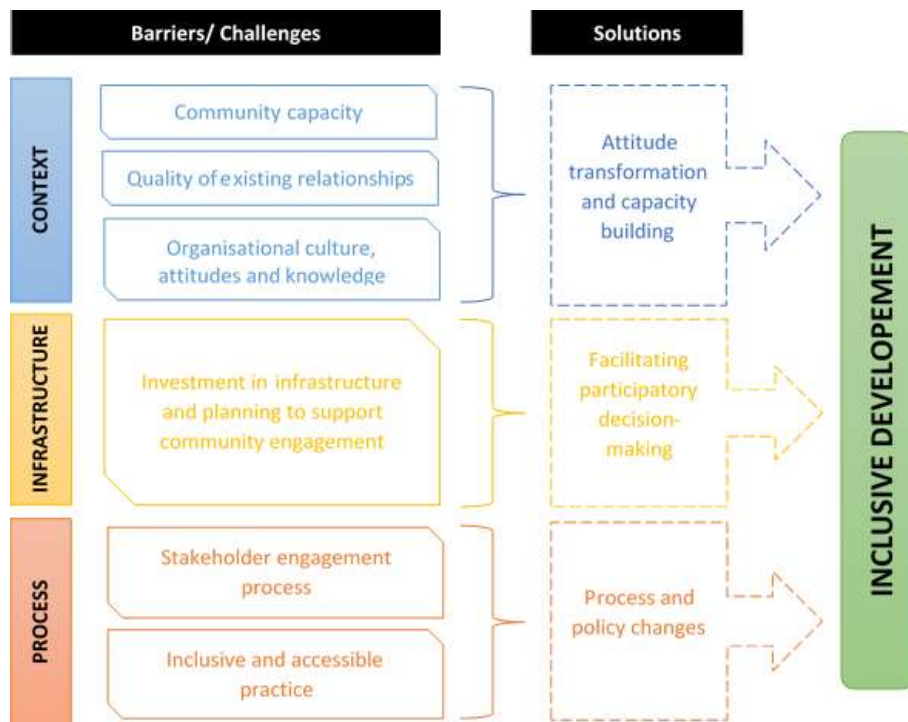 Barriers/ Challenges
Solutions
CONTEXT
Community capacity
Quality of existing relationships
Organisational culture,
attitudes and knowledge
Attitude
transformation
and capacity
building
INFRASTRUCTURE
Investment in infrastructure
and planning to support
community engagement
Facilitating
participatory
decision-
making
PROCESS
Stakeholder engagement
process
Inclusive and accessible
practice
Process and
policy changes
INCLUSIVE DEVELOPEMENT